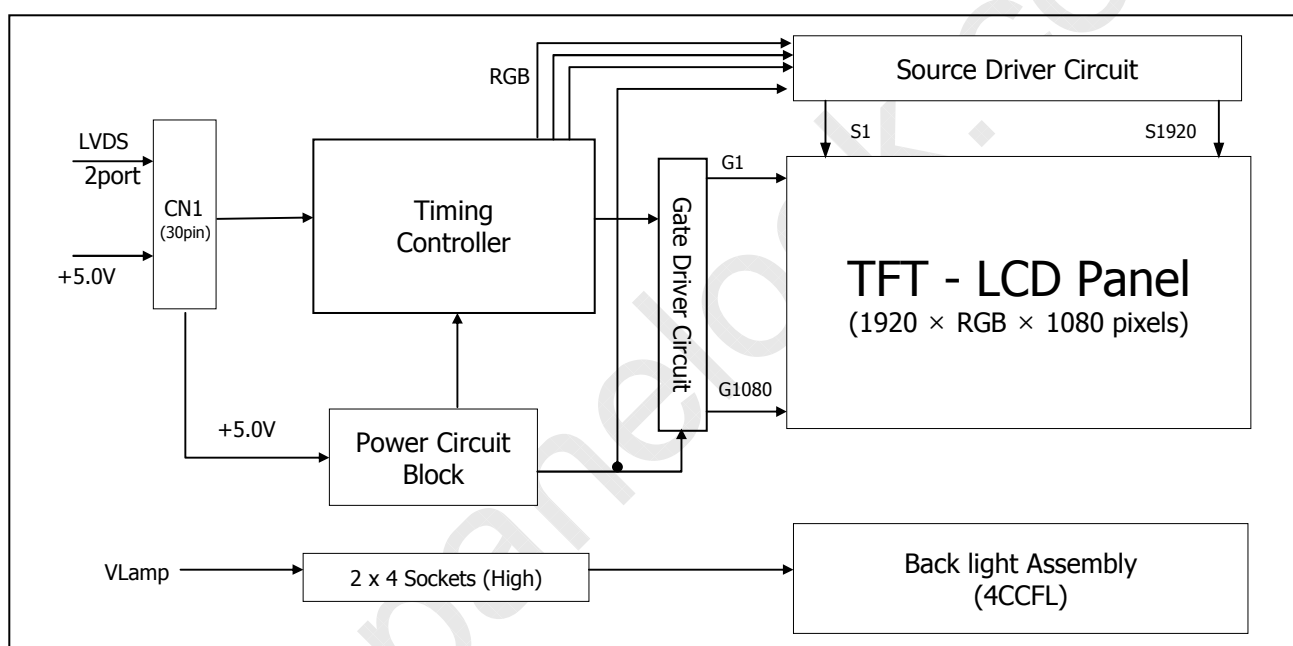 RGB
Source Driver Circuit
S1
S1920
LVDS
2port
CN1
(30pin)
+5.0V
Timing
Controller
Gate Driver Circuit
G1
G1080
TFT - LCD Panel
(1920 × RGB × 1080 pixels)
+5.0V
Power Circuit
Block
VLamp
2 x 4 Sockets (High)
Back light Assembly
(4CCFL)
panelook.c